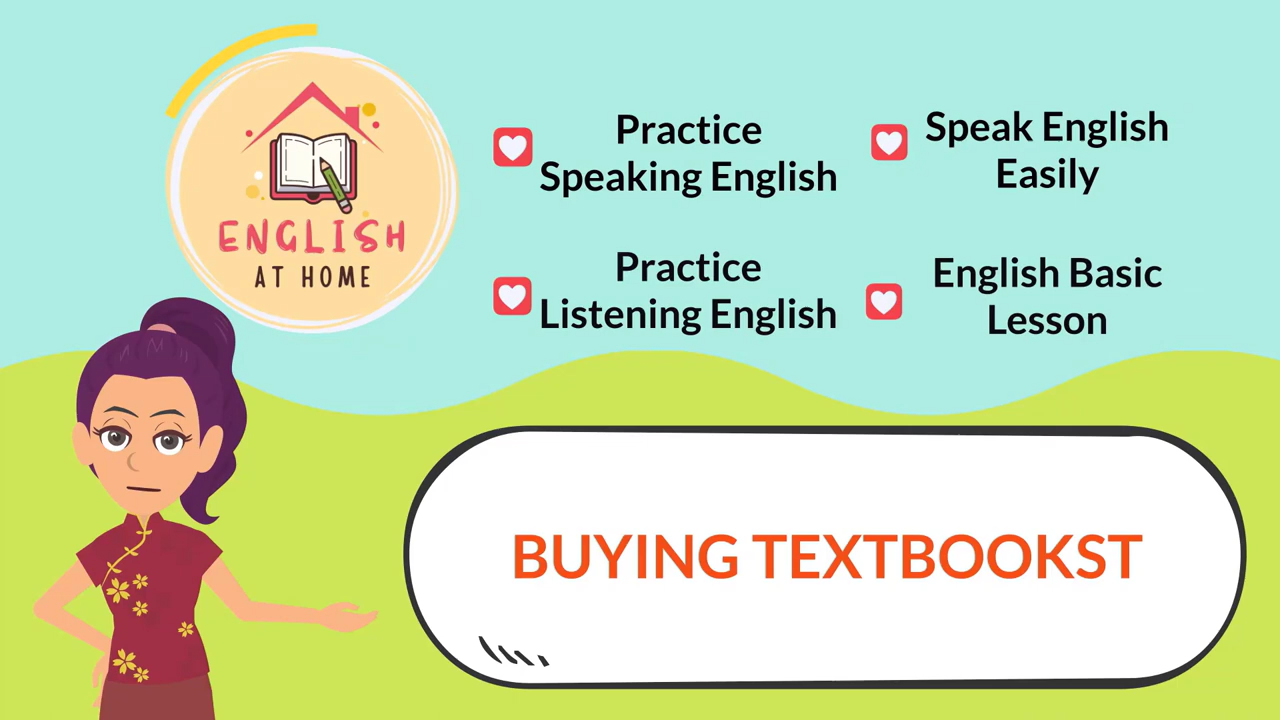 ENGLISH
AT HOME
Practice
Speaking English
Speak English
Easily
Practice
Listening English
English Basic
Lesson
BUYING TEXTBOOKST